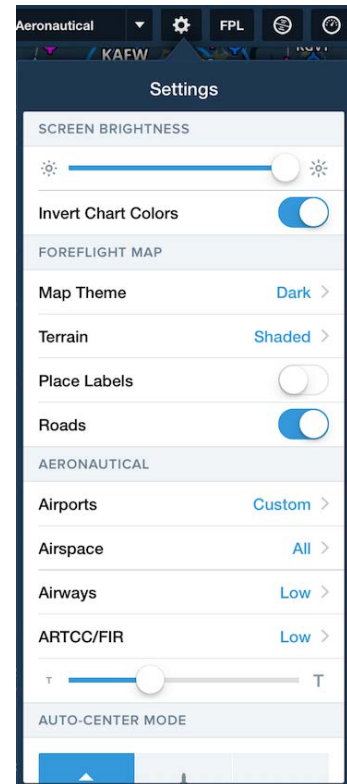 Aeronautical FPL
KAFW
Settings
SCREEN BRIGHTNESS
Invert Chart Colors
FOREFLIGHT MAP
Map Theme Dark >
Terrain Shaded >
Place Labels
Roads
AERONAUTICAL
Airports Custom >
Airspace All >
Airways Low >
ARTCC/FIR Low >
T T
AUTO-CENTER MODE